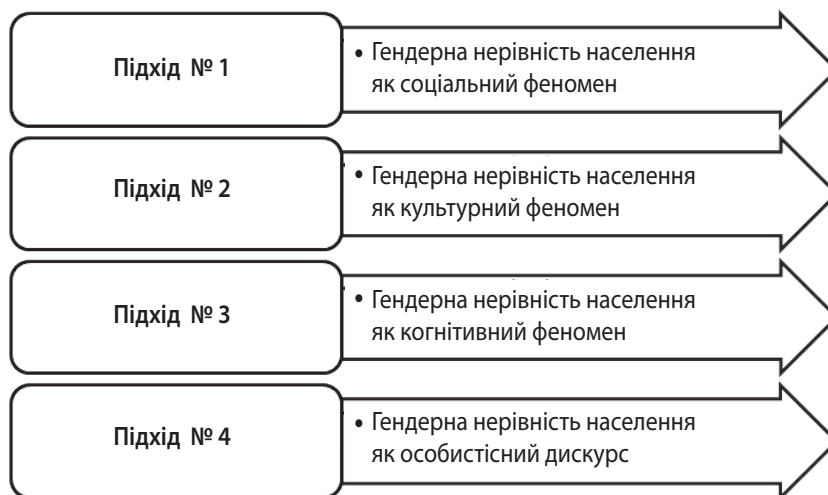 Підхід № 1
• Гендерна нерівність населення
як соціальний феномен
Підхід № 2
• Гендерна нерівність населення
як культурний феномен
Підхід № 3
• Гендерна нерівність населення
як когнітивний феномен
Підхід № 4
• Гендерна нерівність населення
як особистісний дискурс